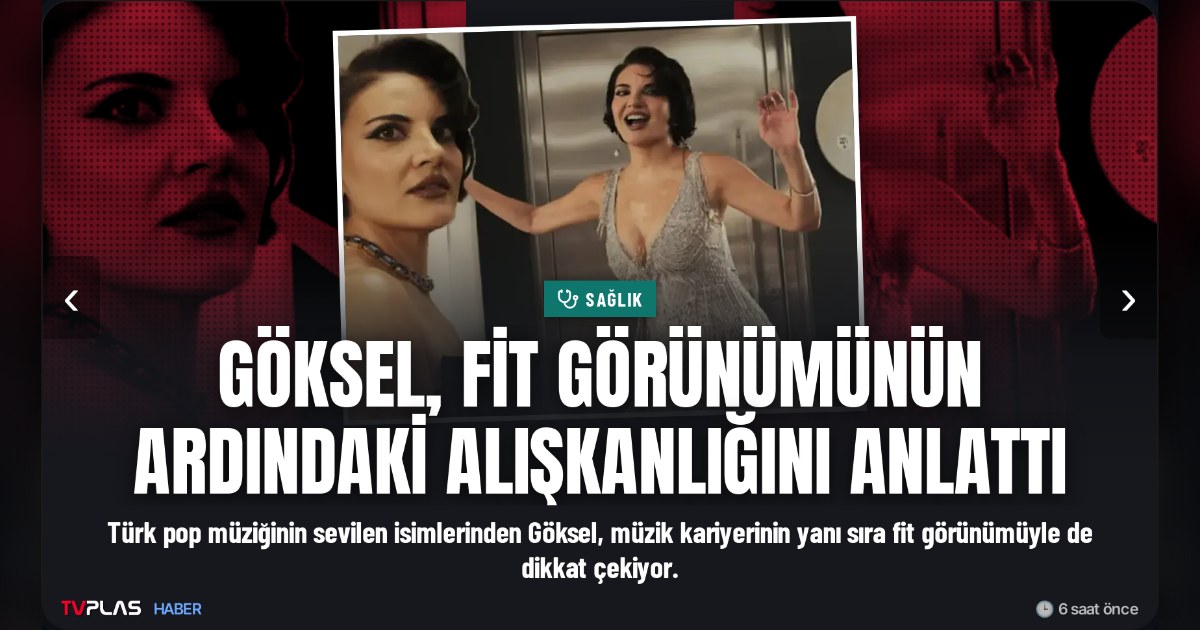 SAĞLIK
GÖKSEL, FİT GÖRÜNÜMÜNÜN
ARDINDAKİ ALIŞKANLIĞINI ANLATTI
Türk pop müziğinin sevilen isimlerinden Göksel, müzik kariyerinin yanı sıra fit görünümüyle de
dikkat çekiyor.
TVPLAS HABER
6 saat önce